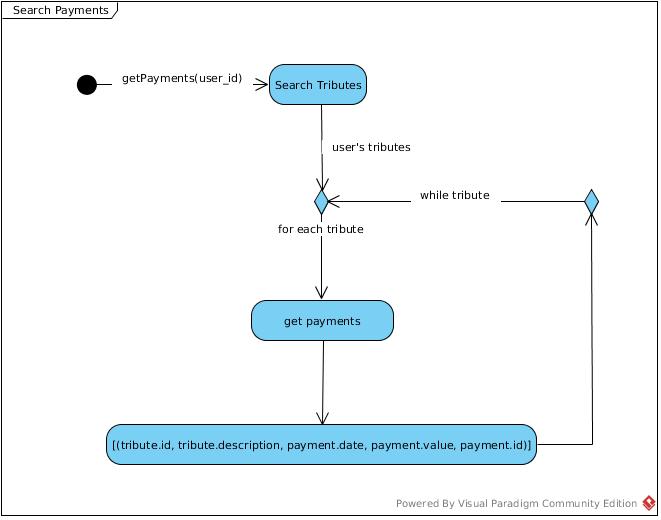 Search Payments
getPayments(user_id)
Search Tributes
user's tributes
while tribute
for each tribute
get payments
[(tribute.id, tribute.description, payment.date, payment.value, payment.id)]
Powered By Visual Paradigm Community Edition